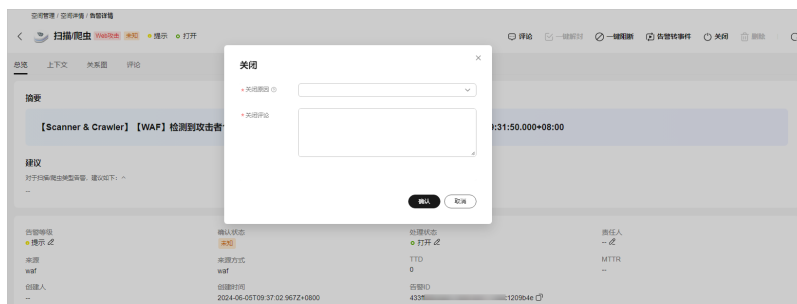 空间管理 / 空间详情 / 告警详情
扫描/爬虫 Web攻击 未知 提示 打开
评论 一键解封 一键阻断 告警转事件 关闭 删除
总览 上下文 关系图 评论
关闭
* 关闭原因
* 关闭评论
确认 取消
摘要
【Scanner & Crawler】【WAF】检测到攻击者
:31:50.000+08:00
建议
对于扫描/爬虫类型告警，建议如下：
--
告警等级 确认状态 处理状态 责任人
提示 未知 打开 --
来源 来源方式 TTD MTTR
waf waf 0 --
创建人 创建时间 告警ID
-- 2024-06-05T09:37:02.967Z+0800 433f :1209b4e